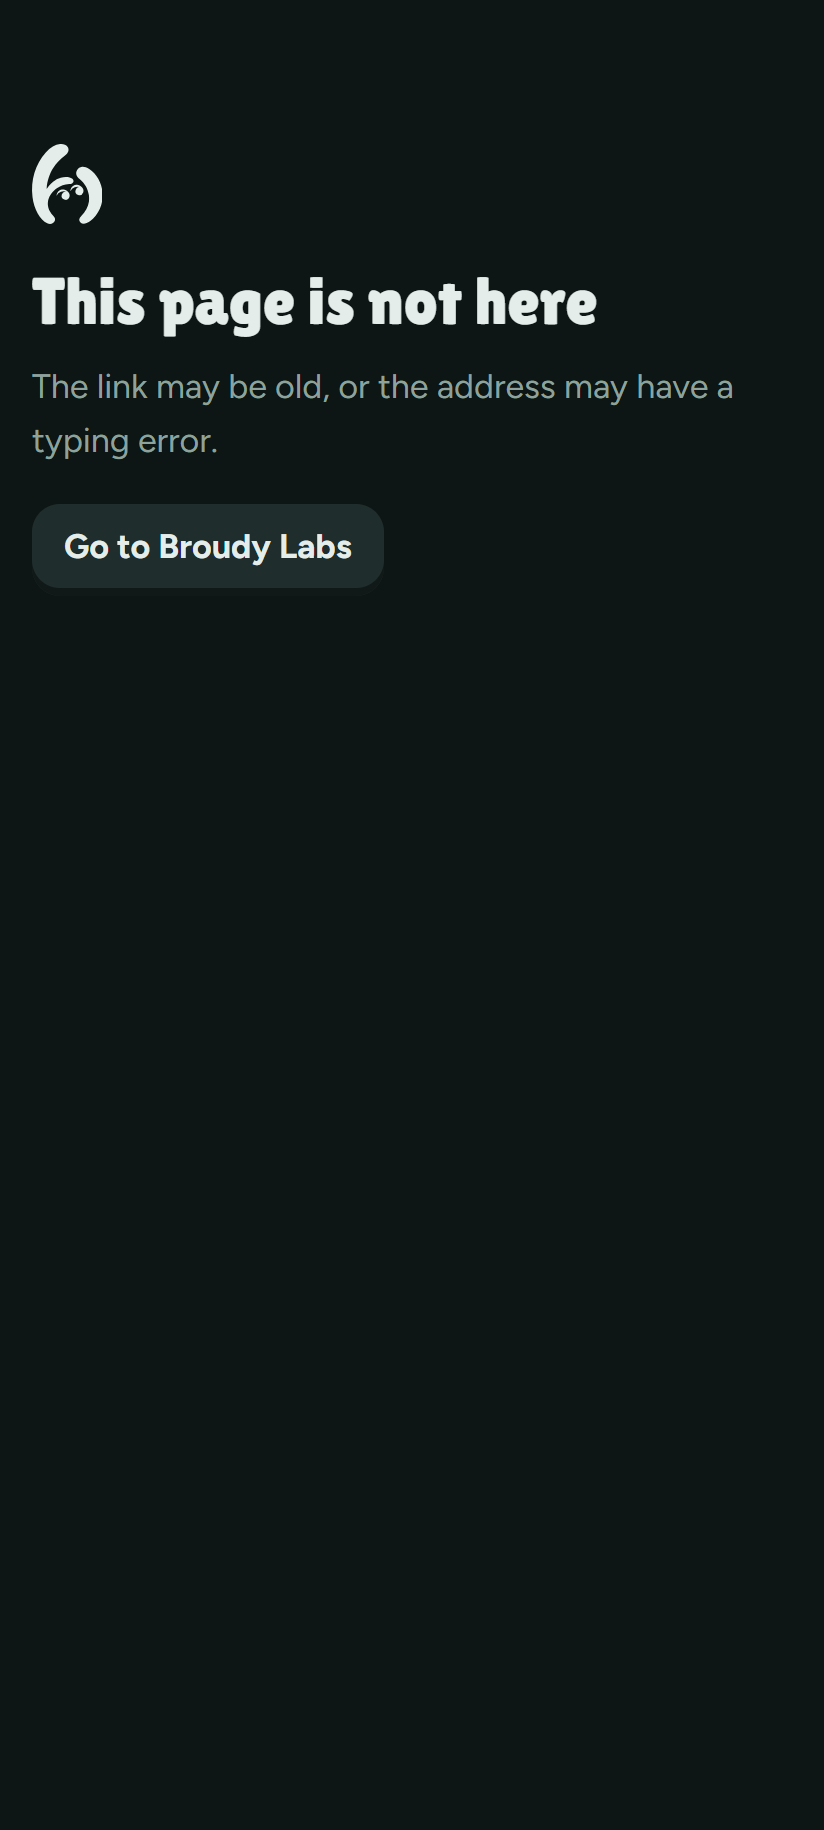 This page is not here
The link may be old, or the address may have a
typing error.
Go to Broudy Labs